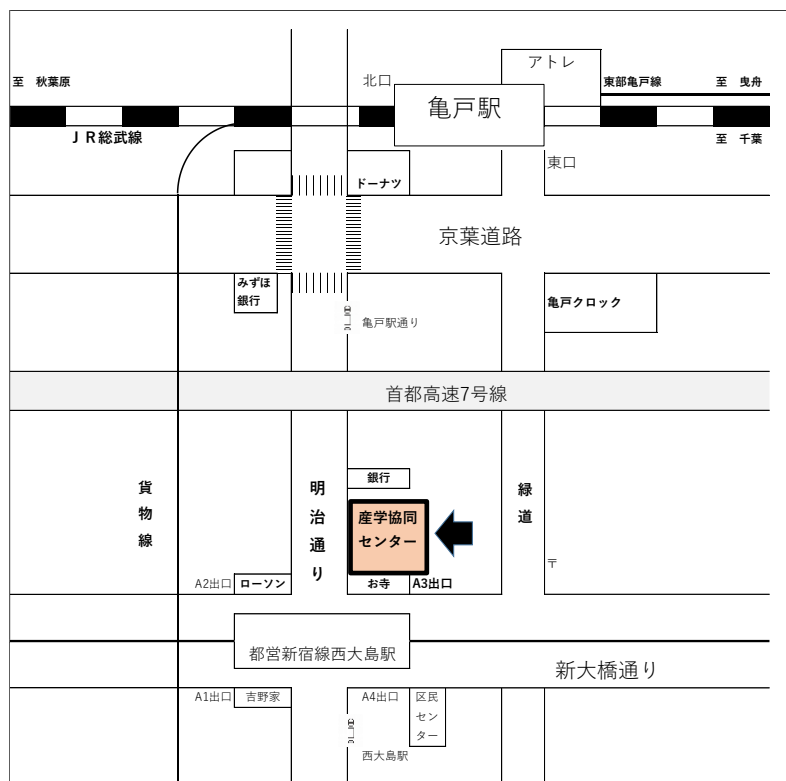 アトレ
至 秋葉原
北口
東部亀戸線
至 曳舟
亀戸駅
ＪＲ総武線
至 千葉
東口
ドーナツ
京葉道路
みずほ
銀行
亀戸クロック
亀戸駅通り
首都高速7号線
銀行
貨物線
明治通り
緑道
産学協同
センター
〒
A2出口
ローソン
お寺
A3出口
都営新宿線西大島駅
新大橋通り
A1出口
吉野家
A4出口
区民
セン
ター
西大島駅